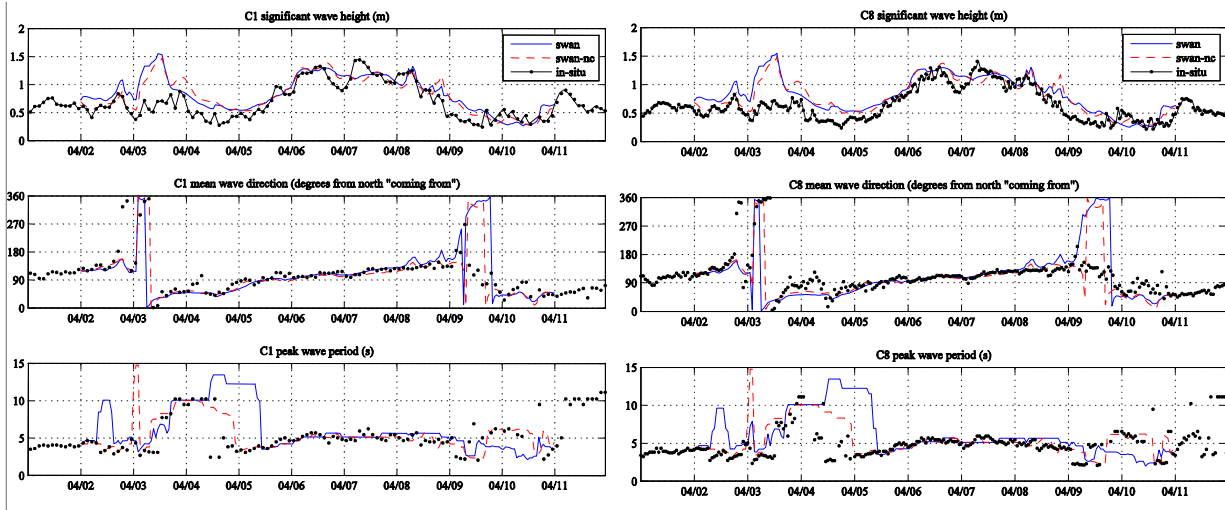 C1 significant wave height (m)
2
1.5
1
0.5
0
swan
swan-nc
in-situ
04/02 04/03 04/04 04/05 04/06 04/07 04/08 04/09 04/10 04/11
C8 significant wave height (m)
2
1.5
1
0.5
0
swan
swan-nc
in-situ
04/02 04/03 04/04 04/05 04/06 04/07 04/08 04/09 04/10 04/11
C1 mean wave direction (degrees from north "coming from")
360
270
180
90
0
04/02 04/03 04/04 04/05 04/06 04/07 04/08 04/09 04/10 04/11
C8 mean wave direction (degrees from north "coming from")
360
270
180
90
0
04/02 04/03 04/04 04/05 04/06 04/07 04/08 04/09 04/10 04/11
C1 peak wave period (s)
15
10
5
0
04/02 04/03 04/04 04/05 04/06 04/07 04/08 04/09 04/10 04/11
C8 peak wave period (s)
15
10
5
0
04/02 04/03 04/04 04/05 04/06 04/07 04/08 04/09 04/10 04/11